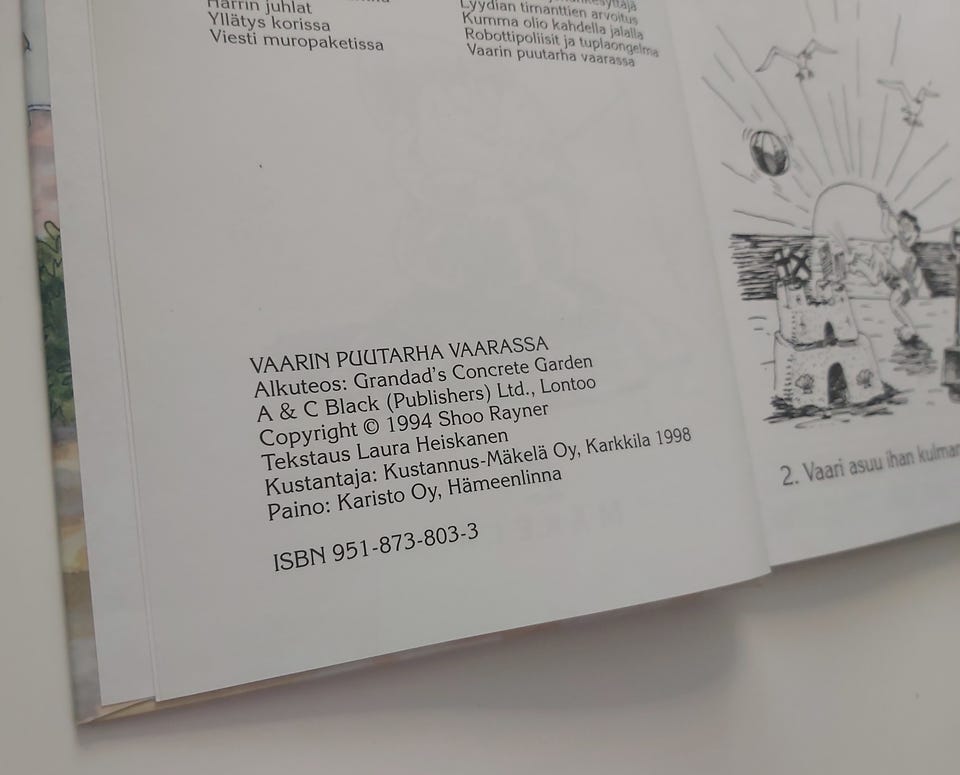 Harrin juhlat
Yllätys korissa
Viesti muropaketissa
Lyydian timanttien arvoitus
Kumma olio kahdella jalalla
Robottipoliisit ja tuplaongelma
Vaarin puutarha vaarassa
VAARIN PUUTARHA VAARASSA
Alkuteos: Grandad's Concrete Garden
A & C Black (Publishers) Ltd., Lontoo
Copyright © 1994 Shoo Rayner
Tekstaus Laura Heiskanen
Kustantaja: Kustannus-Mäkelä Oy, Karkkila 1998
Paino: Karisto Oy, Hämeenlinna
ISBN 951-873-803-3
2. Vaari asuu ihan